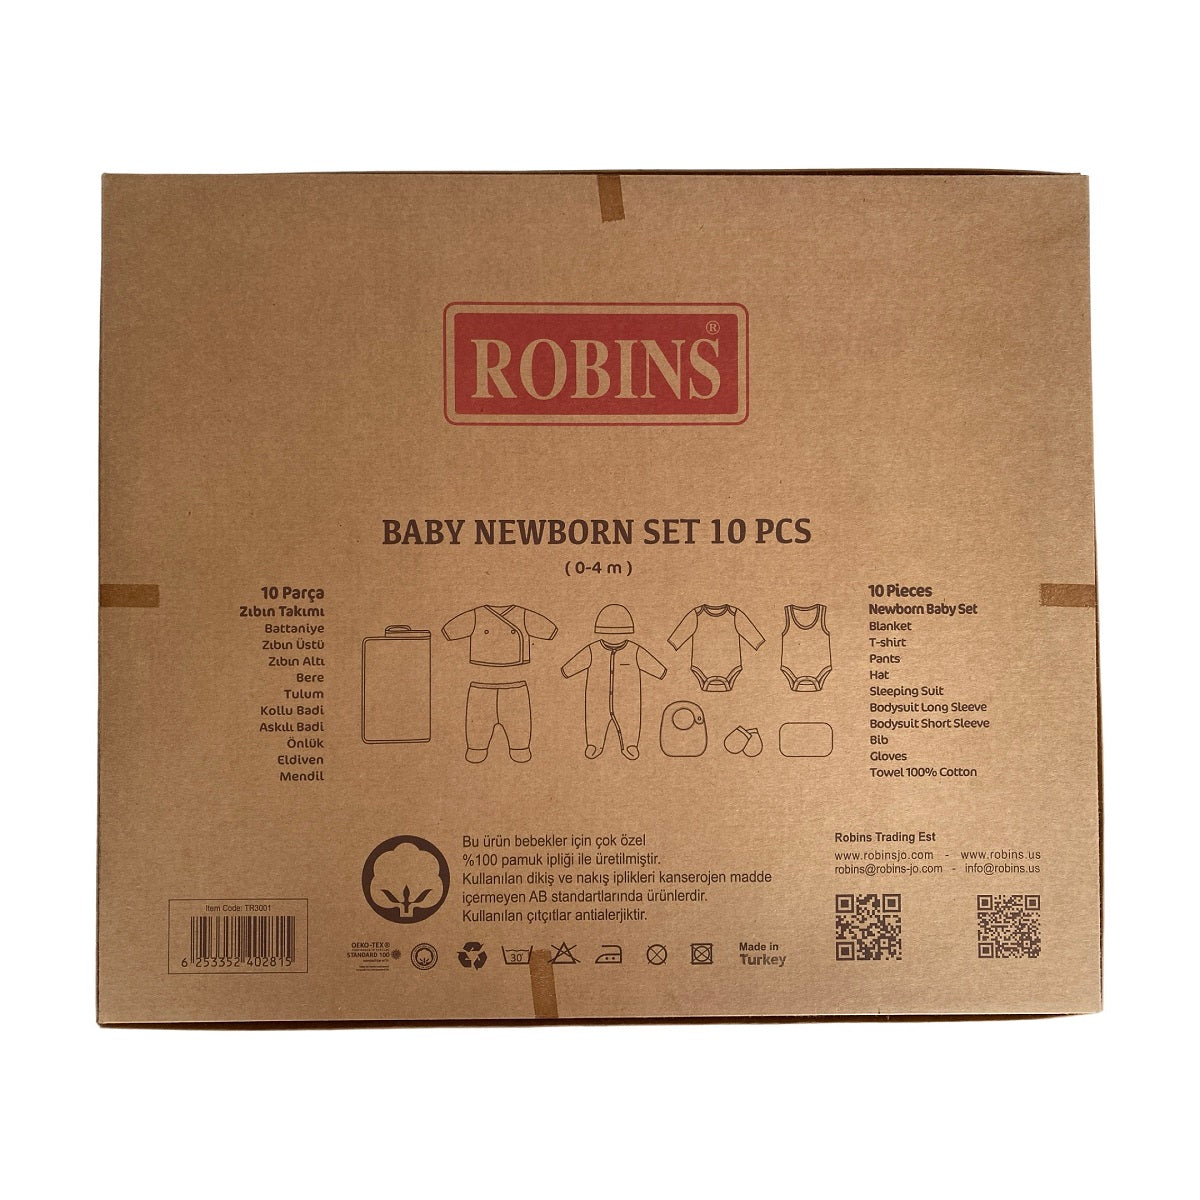 ROBINS®
BABY NEWBORN SET 10 PCS
( 0-4 m )
10 Parça
Zıbın Takımı
Battaniye
Zıbın Üstü
Zıbın Altı
Bere
Tulum
Kollu Badi
Askılı Badi
Önlük
Eldiven
Mendil
10 Pieces
Newborn Baby Set
Blanket
T-shirt
Pants
Hat
Sleeping Suit
Bodysuit Long Sleeve
Bodysuit Short Sleeve
Bib
Gloves
Towel 100% Cotton
Bu ürün bebekler için çok özel
%100 pamuk ipliği ile üretilmiştir.
Kullanılan dikiş ve nakış iplikleri kanserojen madde
içermeyen AB standartlarında ürünlerdir.
Kullanılan çıtçıtlar antialerjiktir.
Robins Trading Est
www.robinsjo.com - www.robins.us
robins@robins-jo.com - info@robins.us
Item Code: TR3001
6 253352 402815
OEKO-TEX®
STANDARD 100
30°
Made in
Turkey